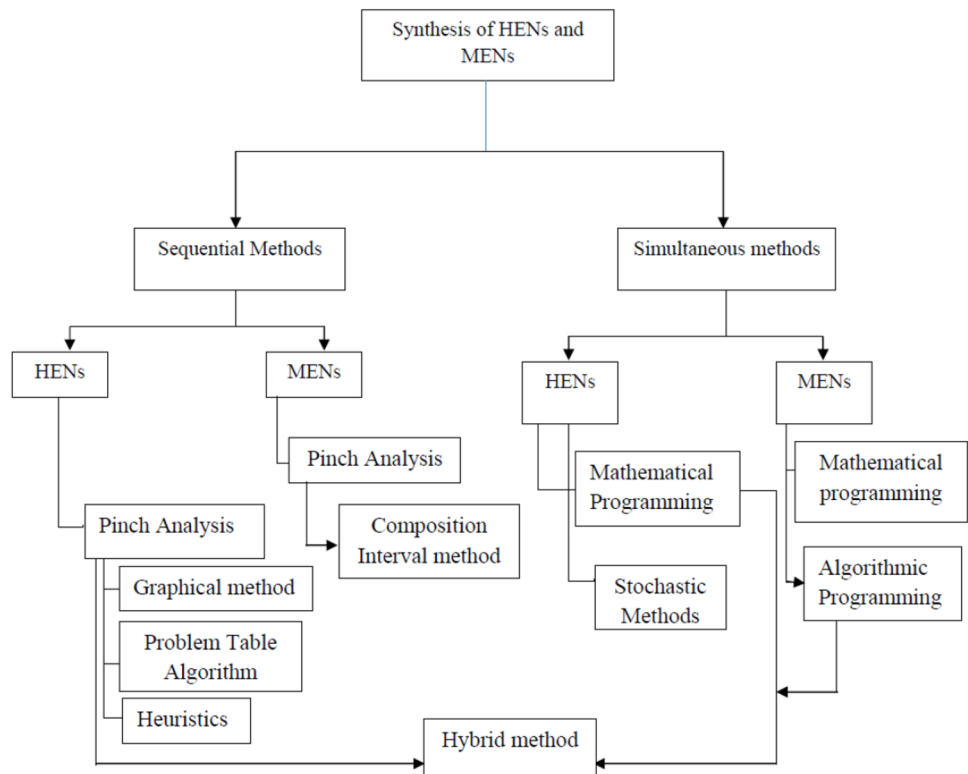 Synthesis of HENs and
MENs
Sequential Methods
Simultaneous methods
HENs
MENs
HENs
MENs
Pinch Analysis
Mathematical
Programming
Mathematical
programming
Pinch Analysis
Composition
Interval method
Graphical method
Stochastic
Methods
Algorithmic
Programming
Problem Table
Algorithm
Heuristics
Hybrid method